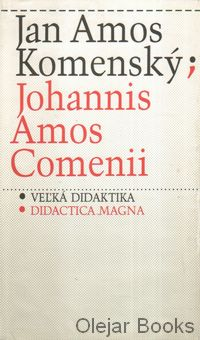 Jan Amos
Komenský;
Johannis
Amos
Comenii
• VEĽKÁ DIDAKTIKA
• DIDACTICA MAGNA
Olejar Books